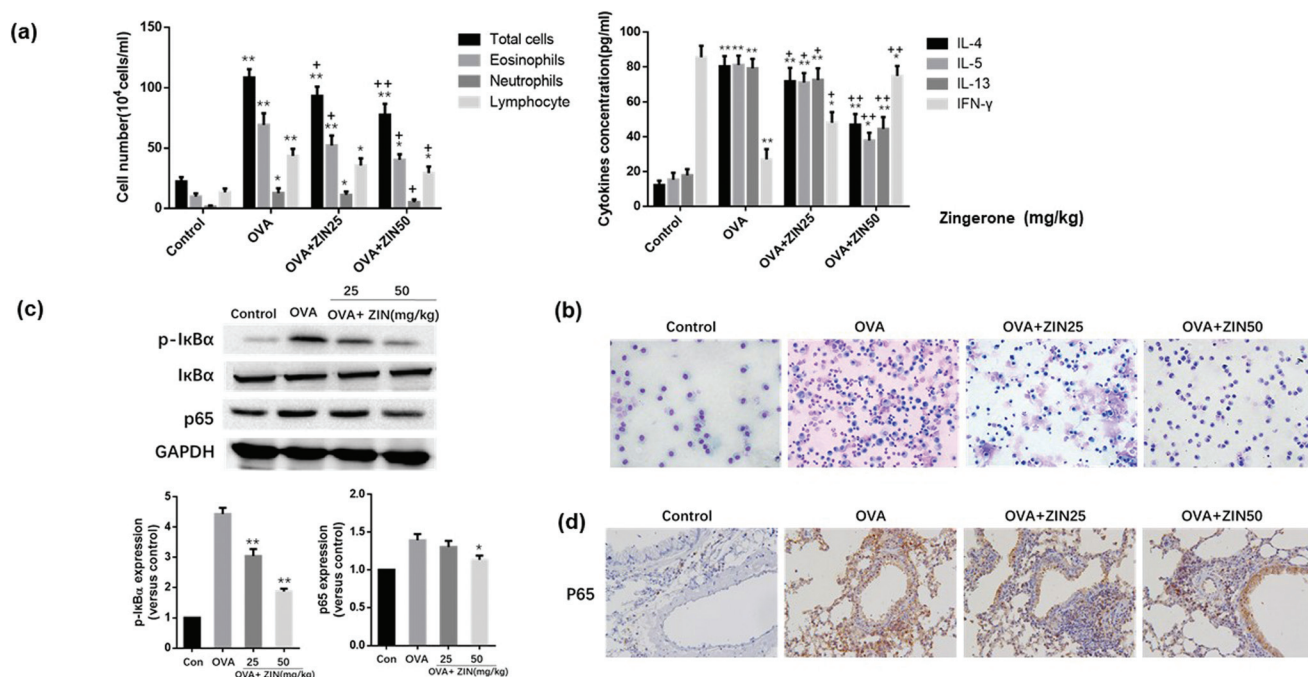 (a)
150
100
50
0
Cell number(10⁴cells/ml)
Total cells
Eosinophils
Neutrophils
Lymphocyte
** ** * **
+ ** + ** * *
++ ** + * + + *
Control
OVA
OVA+ZIN25
OVA+ZIN50
100
80
60
40
20
0
Cytokines concentration(pg/ml)
IL-4
IL-5
IL-13
IFN-γ
** ** ** **
+ ** + ** + ** + *
++ ** ++ * ++ ** ++ *
Control
OVA
OVA+ZIN25
OVA+ZIN50
Zingerone (mg/kg)
(c)
25 50
Control OVA OVA+ ZIN(mg/kg)
p-IκBα
IκBα
p65
GAPDH
5
4
3
2
1
0
p-IκBα expression
(versus control)
**
**
Con OVA 25 50
OVA+ ZIN(mg/kg)
2.0
1.5
1.0
0.5
0.0
p65 expression
(versus control)
*
Con OVA 25 50
OVA+ ZIN(mg/kg)
(b)
Control OVA OVA+ZIN25 OVA+ZIN50
(d)
Control OVA OVA+ZIN25 OVA+ZIN50
P65